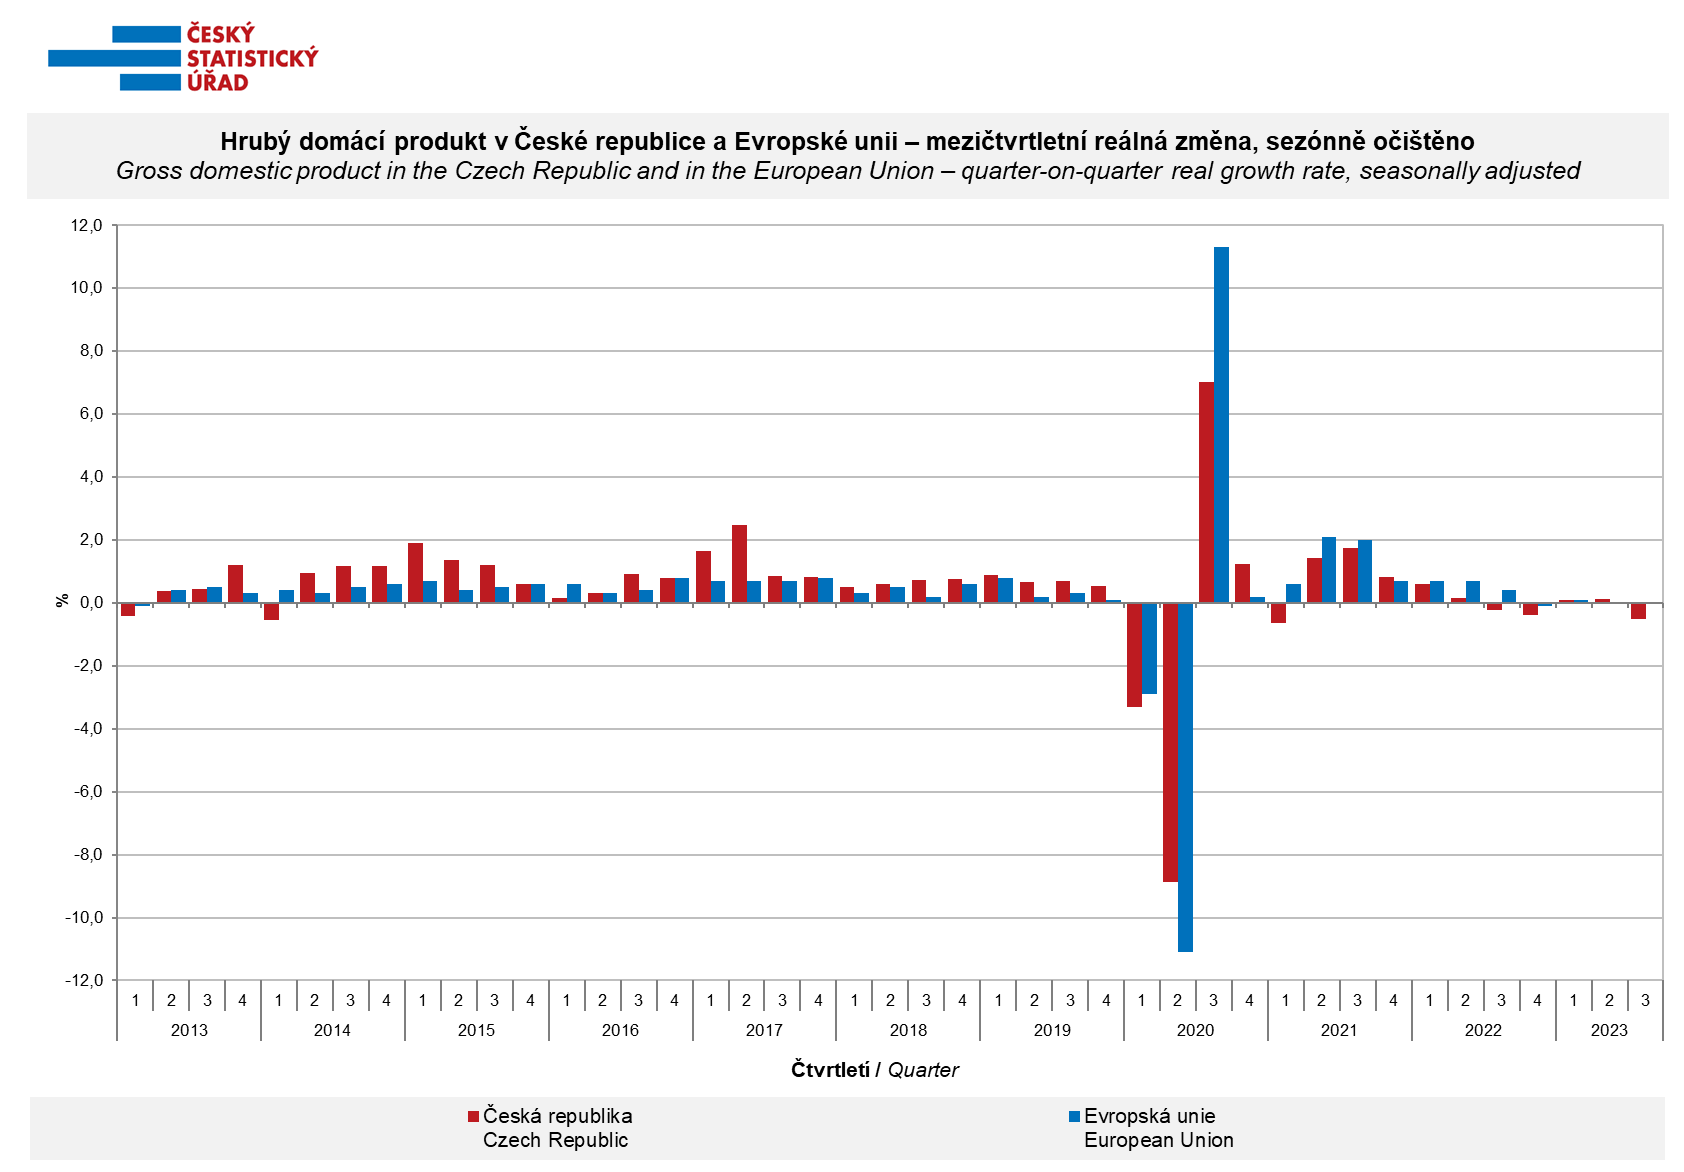 ČESKÝ
STATISTICKÝ
ÚŘAD
Hrubý domácí produkt v České republice a Evropské unii – mezičtvrtletní reálná změna, sezónně očištěno
Gross domestic product in the Czech Republic and in the European Union – quarter-on-quarter real growth rate, seasonally adjusted
12,0
10,0
8,0
6,0
4,0
2,0
0,0
-2,0
-4,0
-6,0
-8,0
-10,0
-12,0
%
1 2 3 4 1 2 3 4 1 2 3 4 1 2 3 4 1 2 3 4 1 2 3 4 1 2 3 4 1 2 3 4 1 2 3 4 1 2 3 4 1 2 3
2013 2014 2015 2016 2017 2018 2019 2020 2021 2022 2023
Čtvrtletí / Quarter
Česká republika
Czech Republic
Evropská unie
European Union